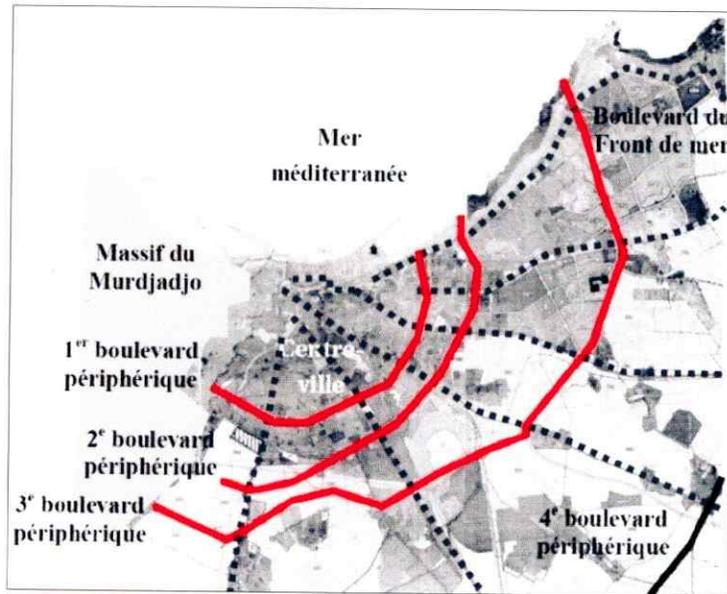 Boulevard du
Front de mer
Mer
méditerranée
Massif du
Murdjadjo
1er boulevard
périphérique
Centre-
ville
2e boulevard
périphérique
3e boulevard
périphérique
4e boulevard
périphérique